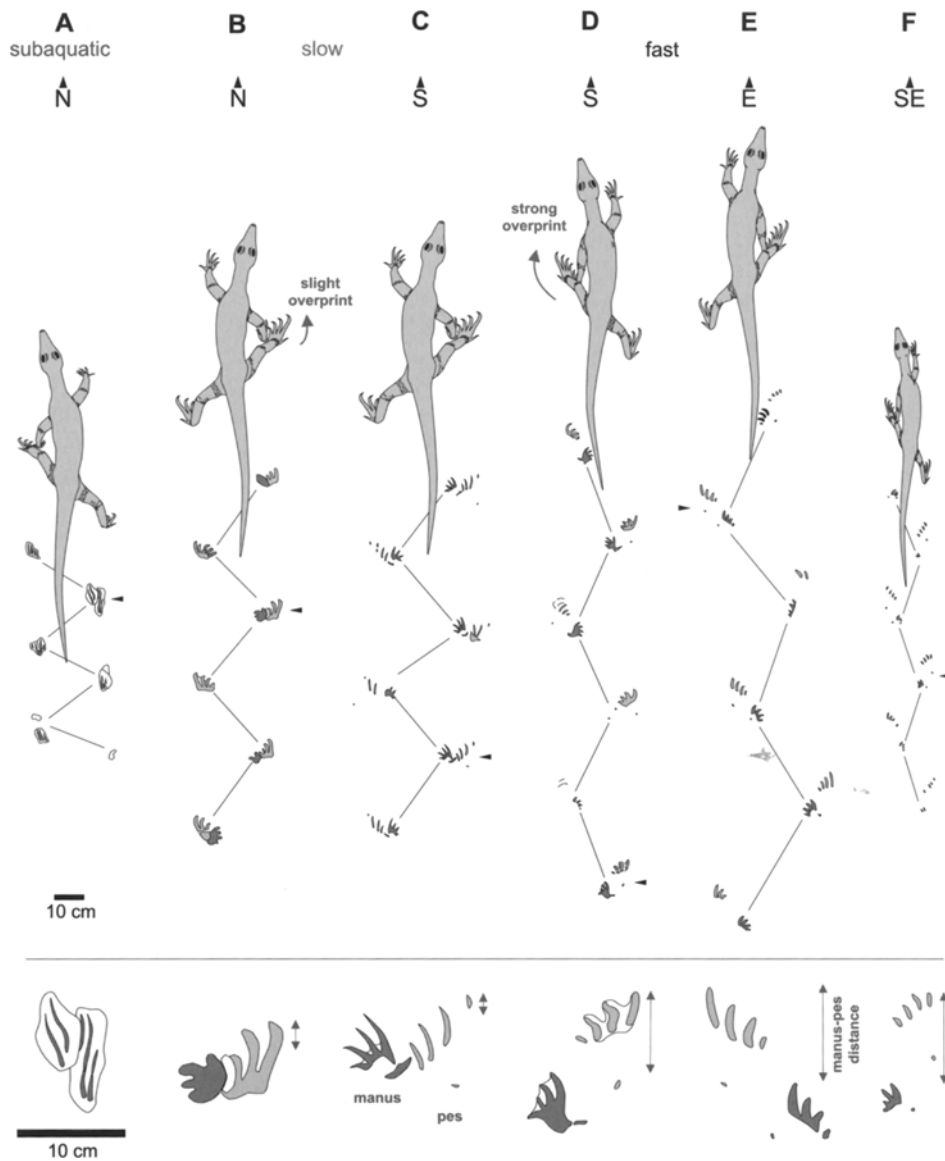 A B C D E F
subaquatic slow fast
N N S S E SE
strong
overprint
slight
overprint
10 cm
manus
pes
manus-pes
distance
10 cm